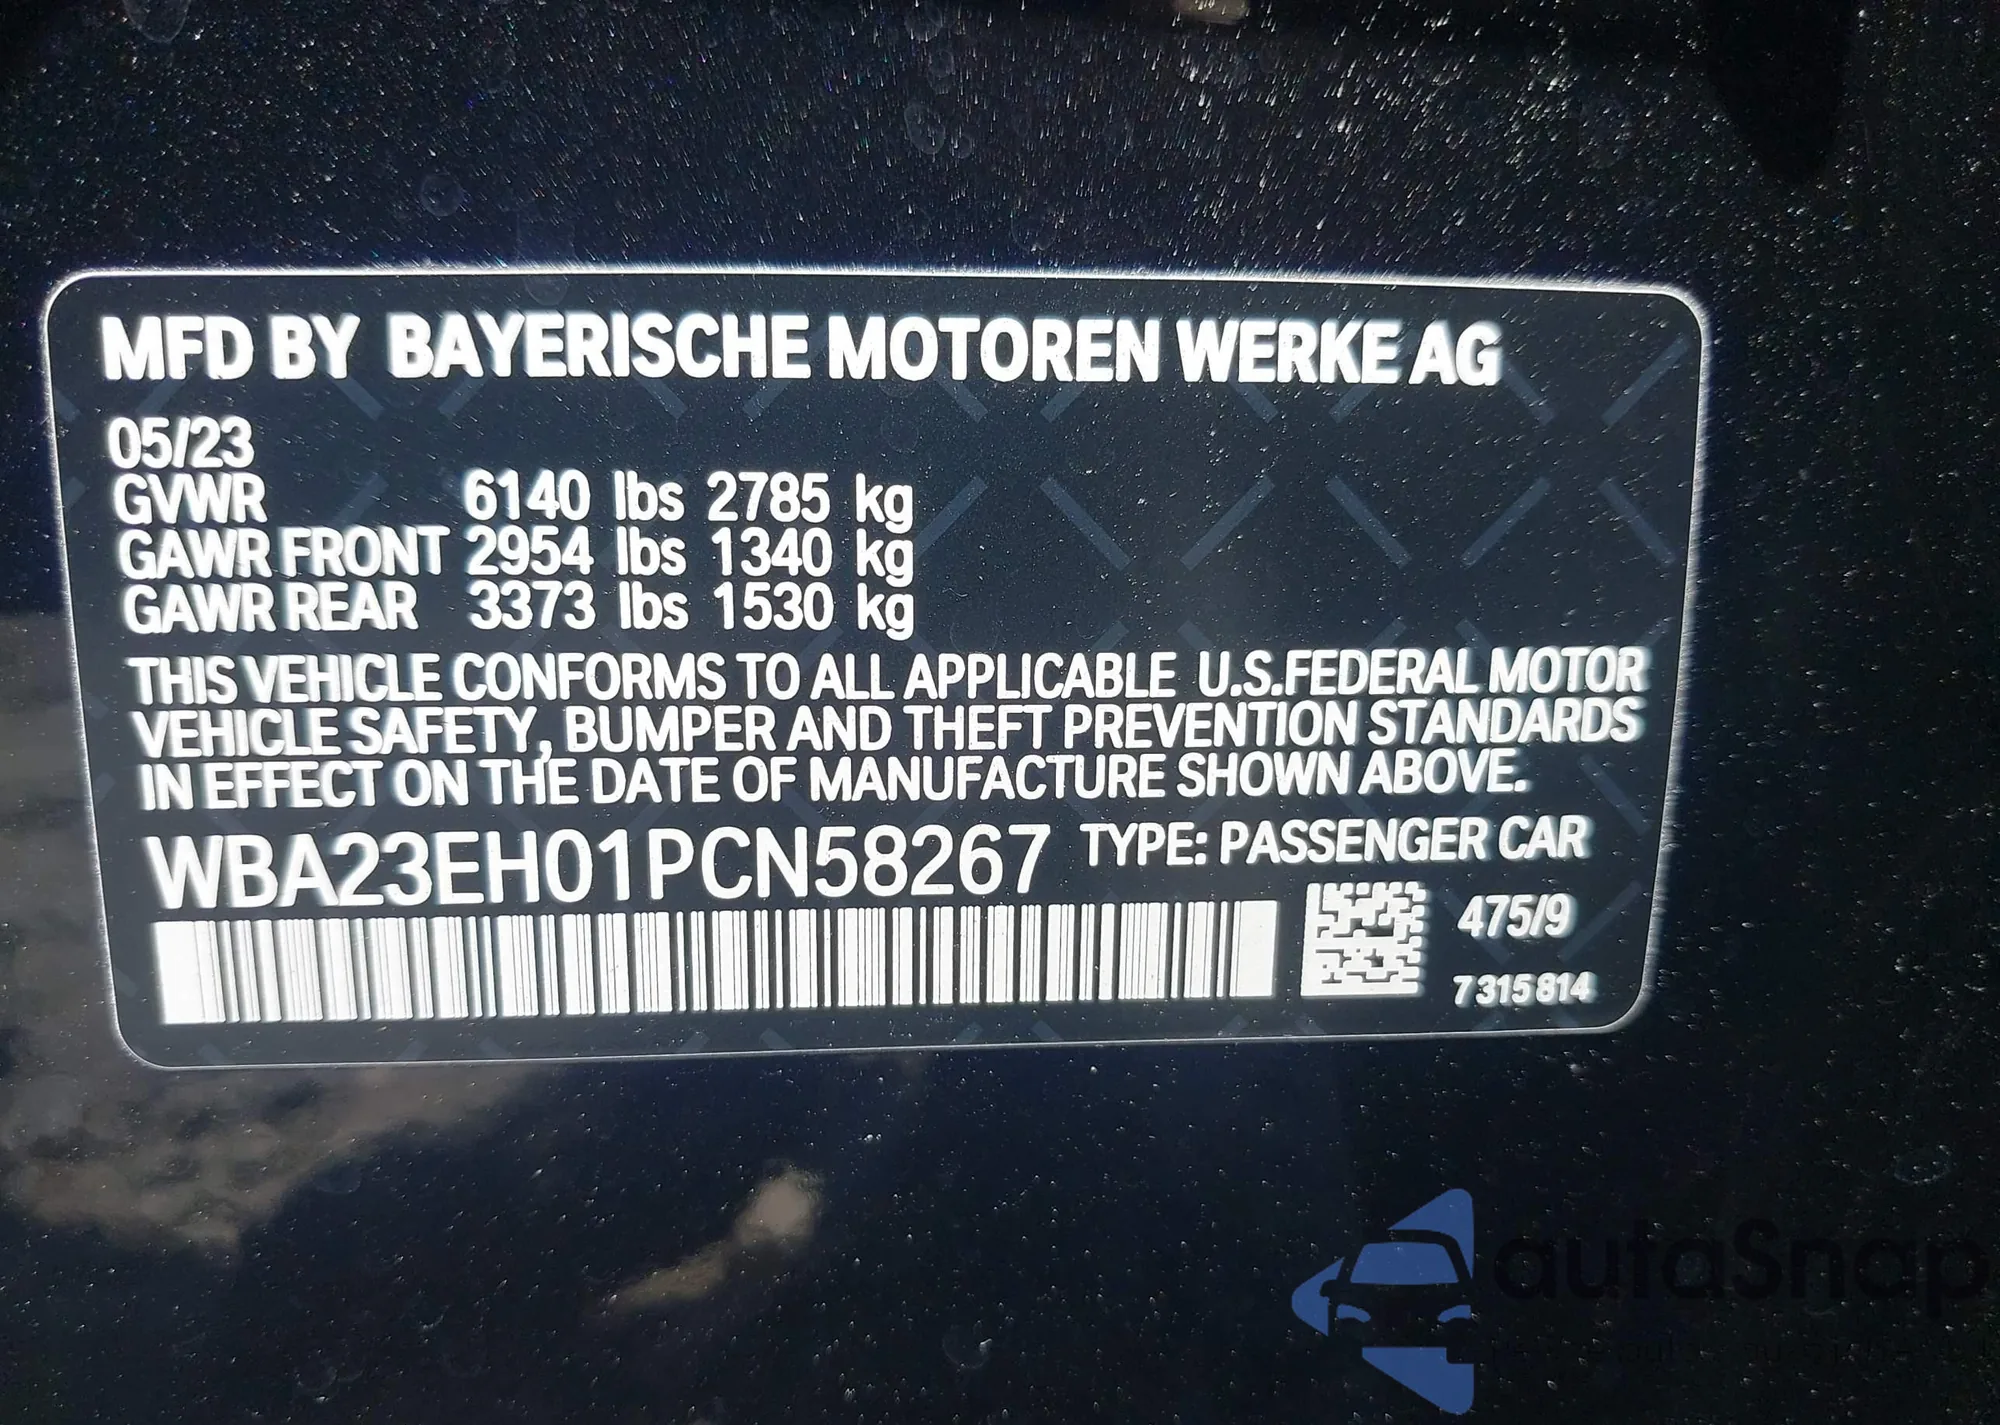 MFD BY BAYERISCHE MOTOREN WERKE AG
05/23
GVWR 6140 lbs 2785 kg
GAWR FRONT 2954 lbs 1340 kg
GAWR REAR 3373 lbs 1530 kg
THIS VEHICLE CONFORMS TO ALL APPLICABLE U.S.FEDERAL MOTOR
VEHICLE SAFETY, BUMPER AND THEFT PREVENTION STANDARDS
IN EFFECT ON THE DATE OF MANUFACTURE SHOWN ABOVE.
WBA23EH01PCN58267 TYPE: PASSENGER CAR
475/9
7315814
autaSnap